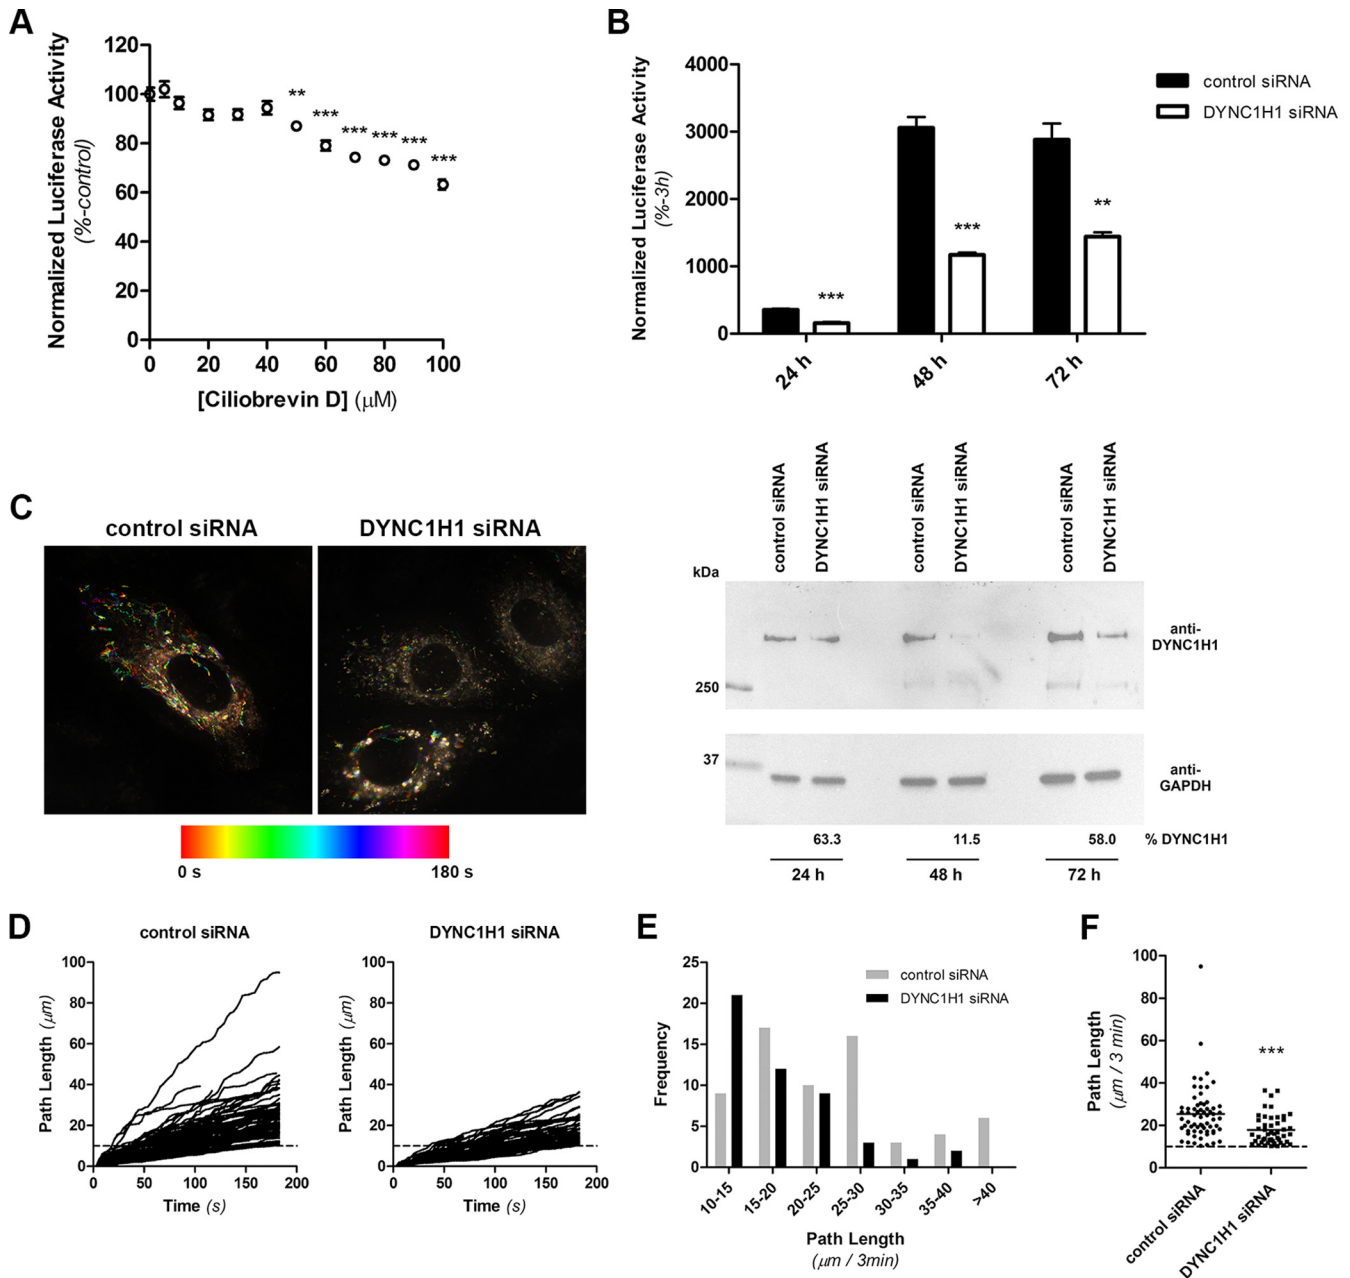 A
Normalized Luciferase Activity
(%-control)
120
100
80
60
40
20
0
** *** *** *** *** ***
0 20 40 60 80 100
[Ciliobrevin D] (μM)
B
Normalized Luciferase Activity
(%-3h)
4000
3000
2000
1000
0
***
***
**
24 h 48 h 72 h
control siRNA
DYNC1H1 siRNA
control siRNA
DYNC1H1 siRNA
control siRNA
DYNC1H1 siRNA
control siRNA
DYNC1H1 siRNA
kDa
250
anti-
DYNC1H1
37
anti-
GAPDH
63.3 11.5 58.0 % DYNC1H1
24 h 48 h 72 h
C
control siRNA DYNC1H1 siRNA
0 s 180 s
D
control siRNA
Path Length (μm)
100
80
60
40
20
0
0 50 100 150 200
Time (s)
DYNC1H1 siRNA
Path Length (μm)
100
80
60
40
20
0
0 50 100 150 200
Time (s)
E
Frequency
25
20
15
10
5
0
control siRNA
DYNC1H1 siRNA
10-15 15-20 20-25 25-30 30-35 35-40 >40
Path Length
(μm / 3min)
F
Path Length
(μm / 3 min)
100
80
60
40
20
0
***
control siRNA
DYNC1H1 siRNA